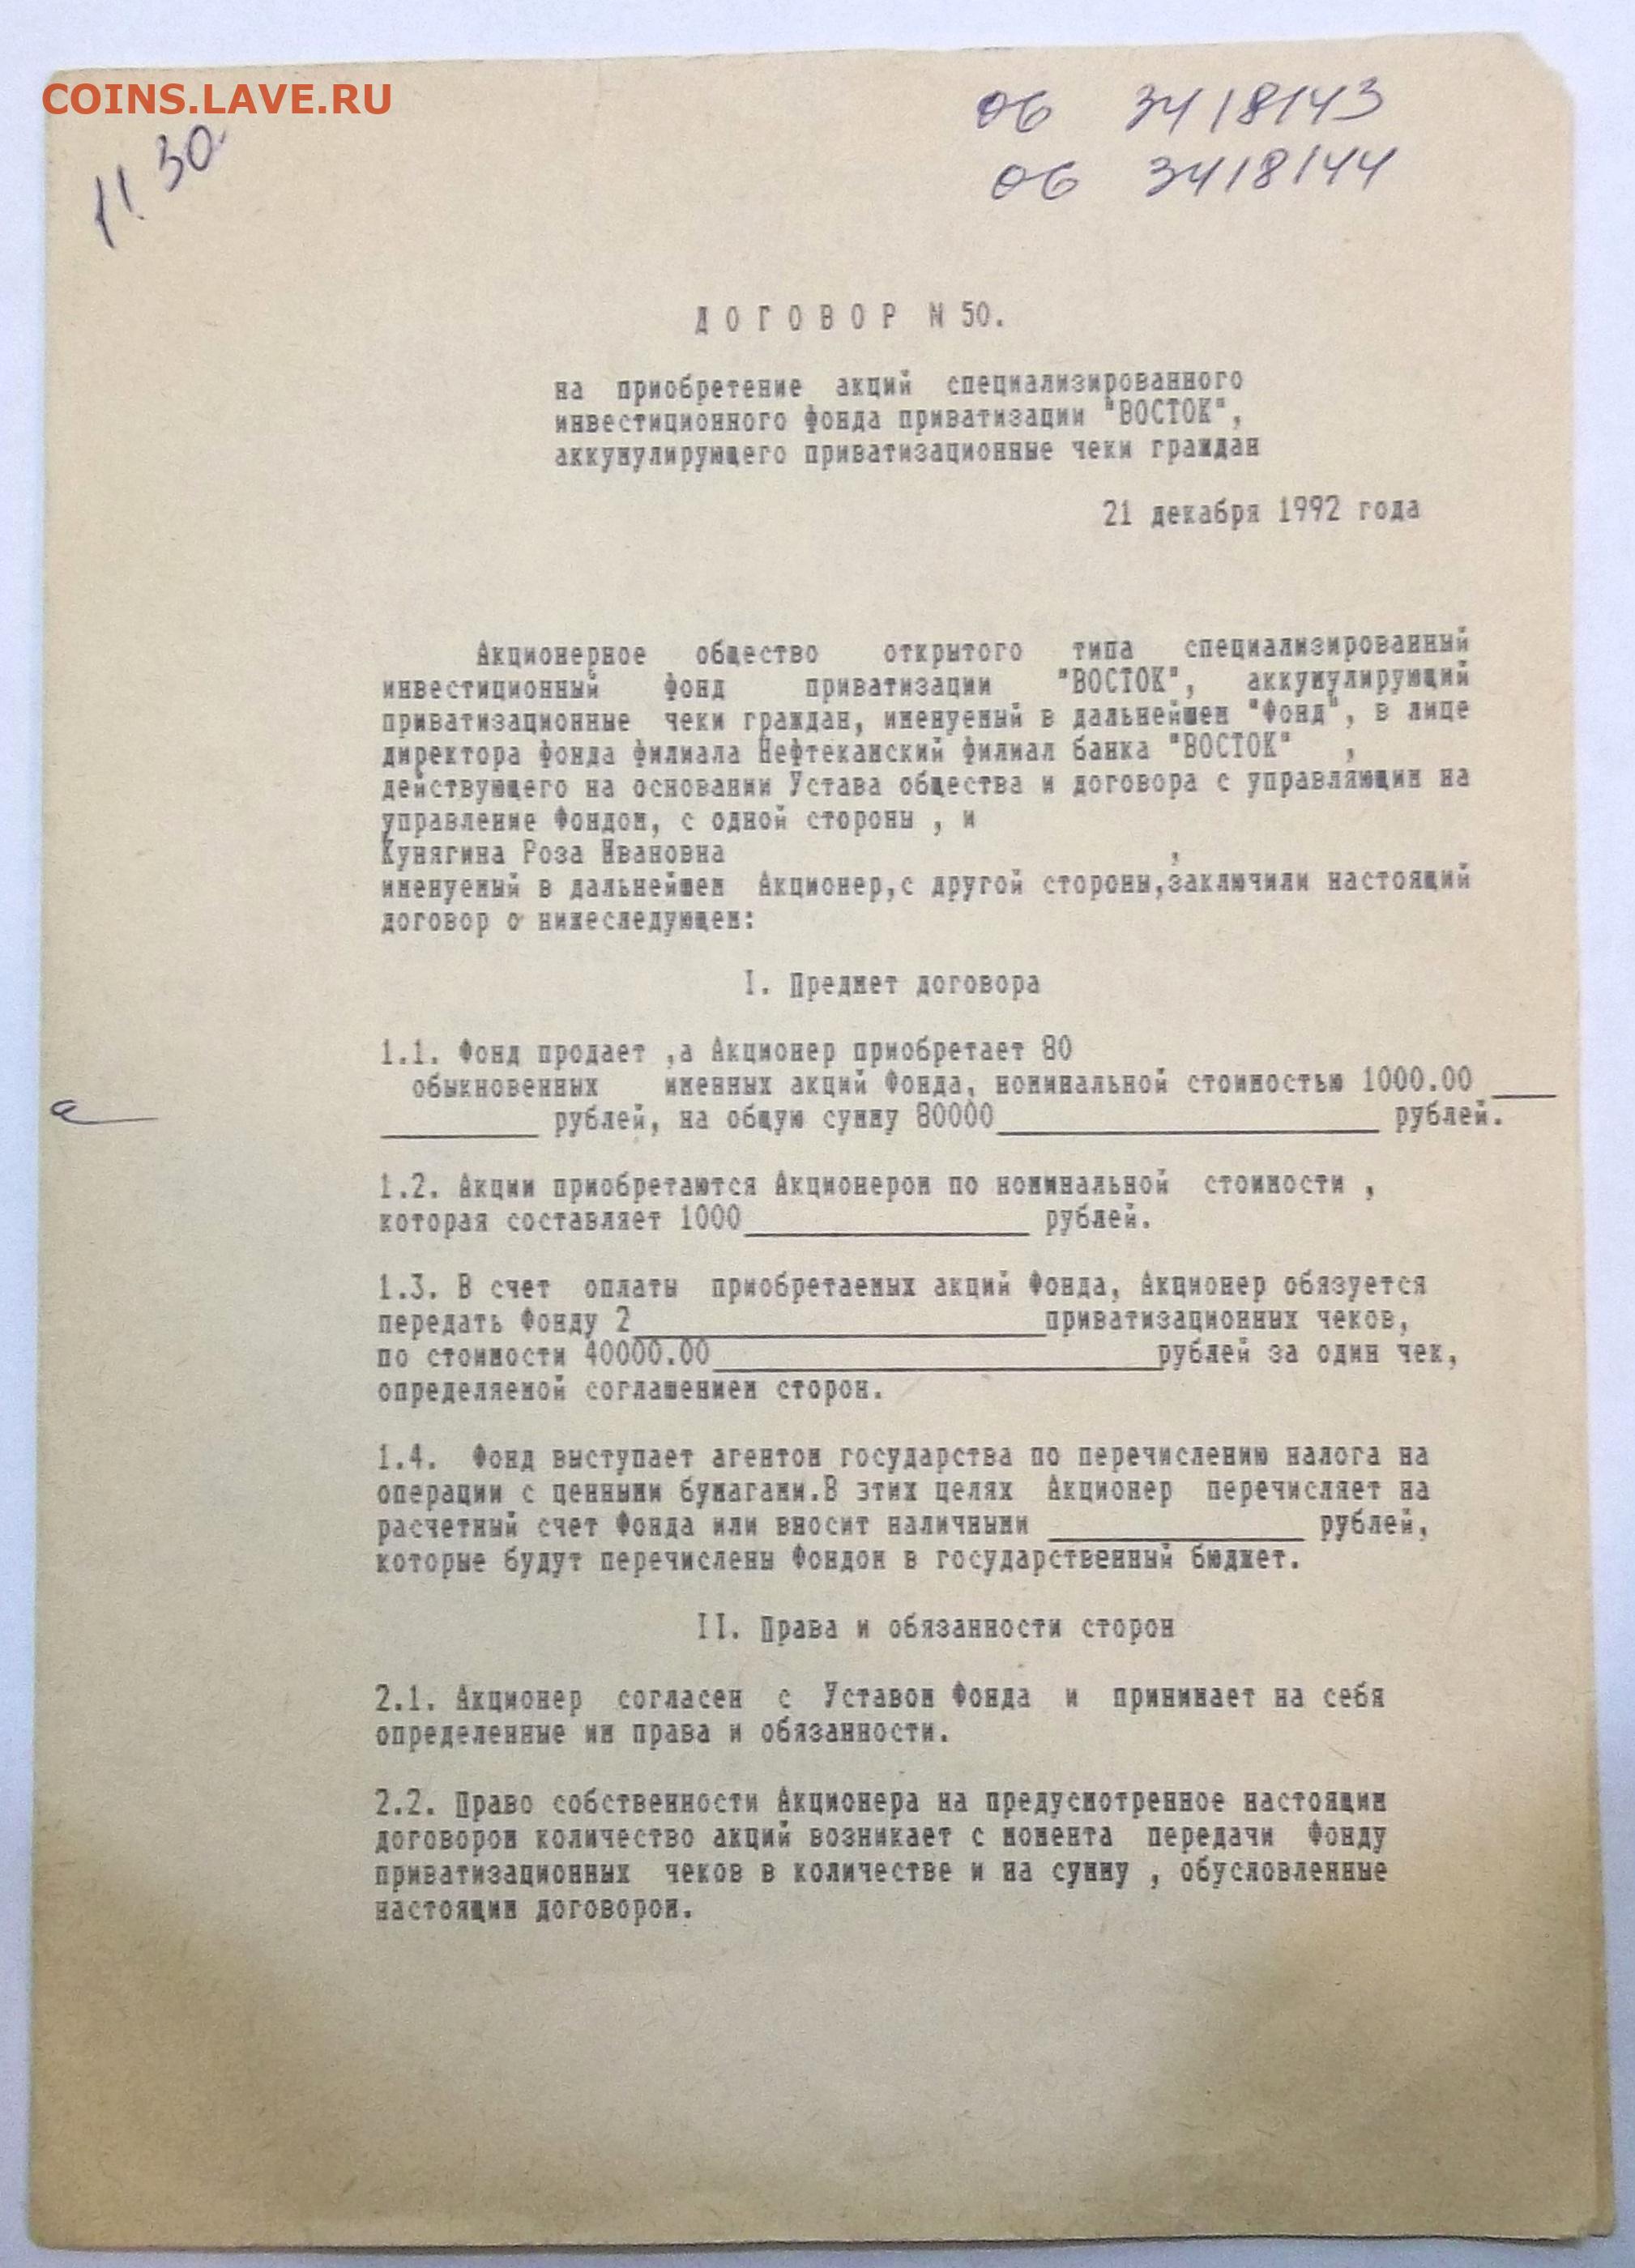 COINS.LAVE.RU
11.30.
06 3418143
06 3418144
Д О Г О В О Р N 50.
на приобретение акций специализированного
инвестиционного фонда приватизации "ВОСТОК",
аккумулирующего приватизационные чеки граждан
21 декабря 1992 года
Акционерное общество открытого типа специализированный
инвестиционный фонд приватизации "ВОСТОК", аккумулирующий
приватизационные чеки граждан, именуемый в дальнейшем "Фонд", в лице
директора фонда филиала Нефтекамский филиал банка "ВОСТОК" ,
действующего на основании Устава общества и договора с управляющим на
управление Фондом, с одной стороны , и
Кунягина Роза Ивановна ,
именуемый в дальнейшем Акционер,с другой стороны,заключили настоящий
договор о нижеследующем:
I. Предмет договора
1.1. Фонд продает ,а Акционер приобретает 80
обыкновенных именных акций Фонда, номинальной стоимостью 1000.00 ____
__________ рублей, на общую сумму 80000________________________ рублей.
1.2. Акции приобретаются Акционером по номинальной стоимости ,
которая составляет 1000__________________ рублей.
1.3. В счет оплаты приобретаемых акций Фонда, Акционер обязуется
передать Фонду 2__________________________приватизационных чеков,
по стоимости 40000.00____________________________рублей за один чек,
определяемой соглашением сторон.
1.4. Фонд выступает агентом государства по перечислению налога на
операции с ценными бумагами.В этих целях Акционер перечисляет на
расчетный счет Фонда или вносит наличными ________________ рублей,
которые будут перечислены Фондом в государственный бюджет.
II. Права и обязанности сторон
2.1. Акционер согласен с Уставом Фонда и принимает на себя
определенные им права и обязанности.
2.2. Право собственности Акционера на предусмотренное настоящим
договором количество акций возникает с момента передачи Фонду
приватизационных чеков в количестве и на сумму , обусловленные
настоящим договором.